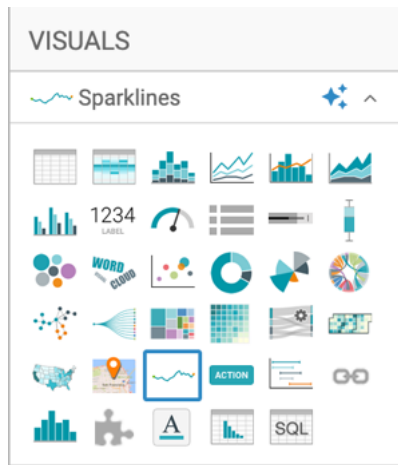 VISUALS
Sparklines
1234
LABEL
WORD
CLOUD
ACTION
A
SQL